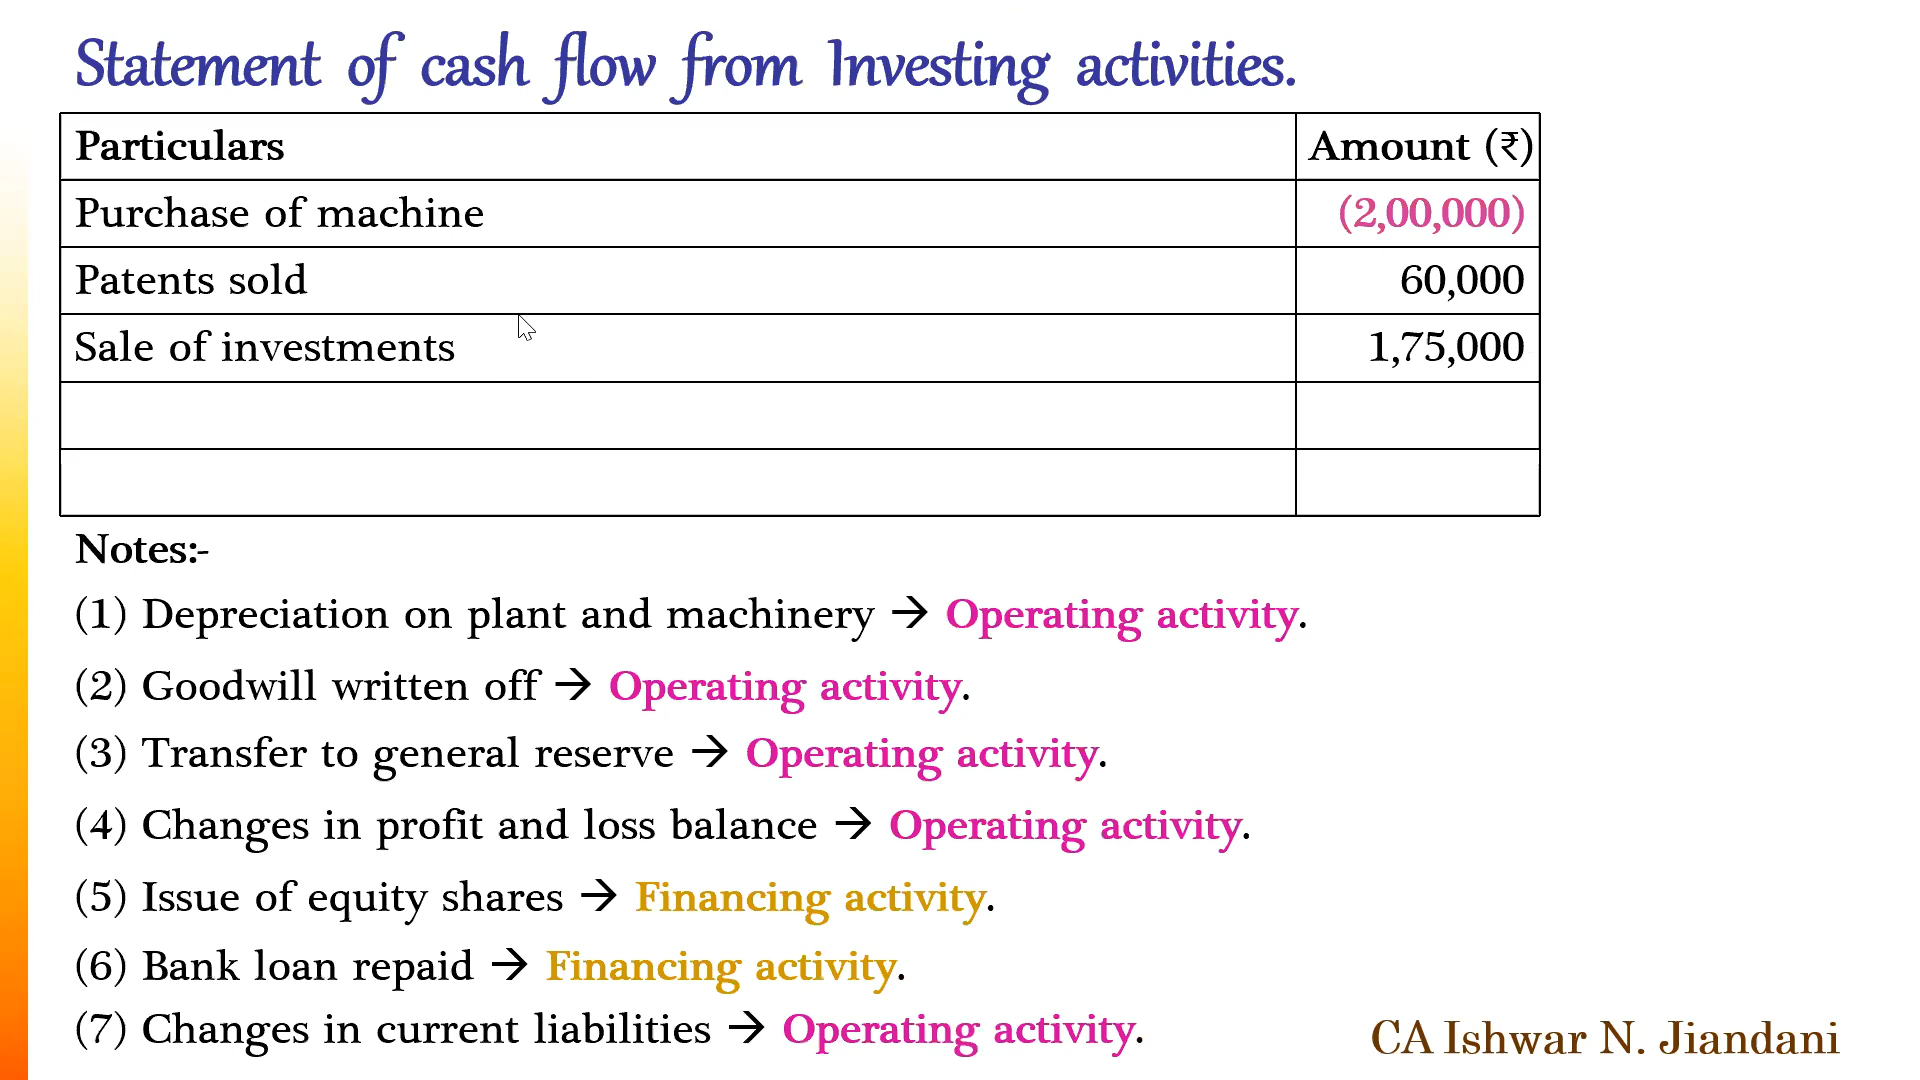 Statement of cash flow from Investing activities.
Particulars Amount (₹)
Purchase of machine (2,00,000)
Patents sold 60,000
Sale of investments 1,75,000
Notes:-
(1) Depreciation on plant and machinery → Operating activity.
(2) Goodwill written off → Operating activity.
(3) Transfer to general reserve → Operating activity.
(4) Changes in profit and loss balance → Operating activity.
(5) Issue of equity shares → Financing activity.
(6) Bank loan repaid → Financing activity.
(7) Changes in current liabilities → Operating activity.
CA Ishwar N. Jiandani